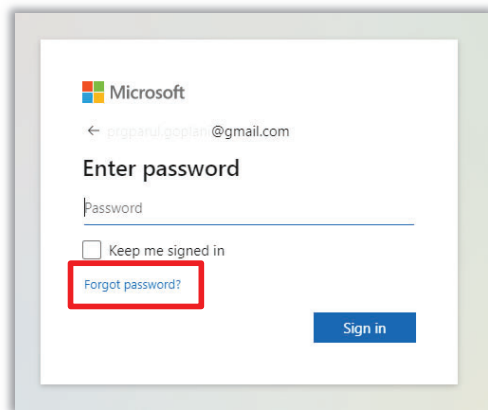 Microsoft
← @gmail.com
Enter password
Password
Keep me signed in
Forgot password?
Sign in